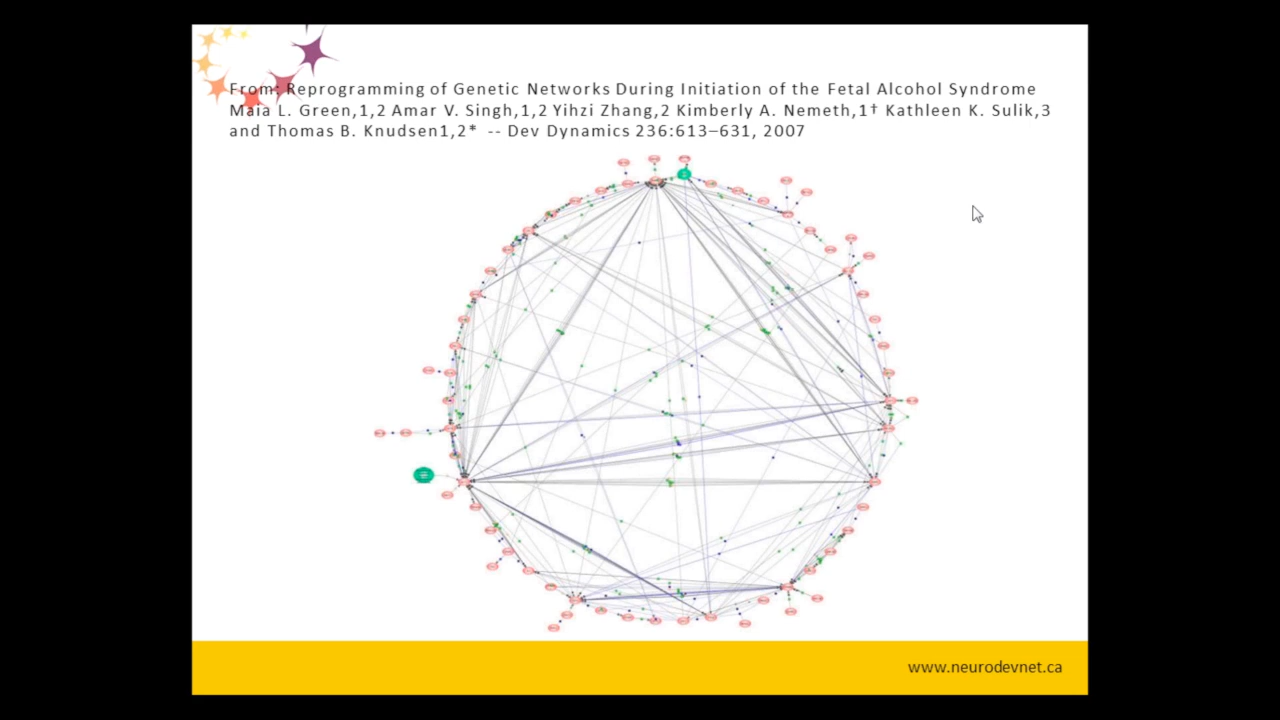 From: Reprogramming of Genetic Networks During Initiation of the Fetal Alcohol Syndrome
Maia L. Green,1,2 Amar V. Singh,1,2 Yihzi Zhang,2 Kimberly A. Nemeth,1† Kathleen K. Sulik,3
and Thomas B. Knudsen1,2* -- Dev Dynamics 236:613–631, 2007
www.neurodevnet.ca